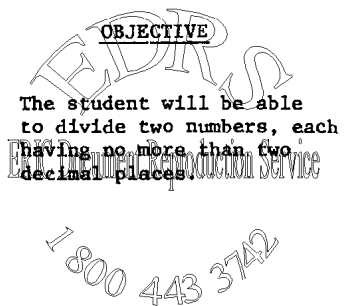 OBJECTIVE
EDRS
The student will be able
to divide two numbers, each
having no more than two
ERIC Document Reproduction Service
decimal places.
1 800 443 3742